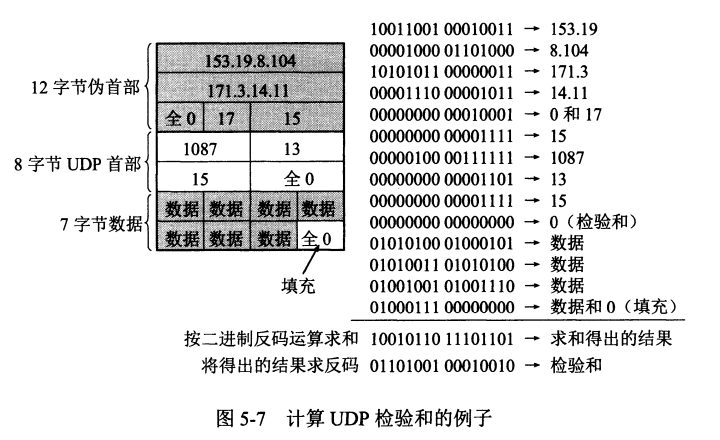 12 字节伪首部
153.19.8.104
171.3.14.11
全 0 17 15
8 字节 UDP 首部
1087 13
15 全 0
7 字节数据
数据 数据 数据 数据
数据 数据 数据 全 0
填充
10011001 00010011 → 153.19
00001000 01101000 → 8.104
10101011 00000011 → 171.3
00001110 00001011 → 14.11
00000000 00010001 → 0 和 17
00000000 00001111 → 15
00000100 00111111 → 1087
00000000 00001101 → 13
00000000 00001111 → 15
00000000 00000000 → 0（检验和）
01010100 01000101 → 数据
01010011 01010100 → 数据
01001001 01001110 → 数据
01000111 00000000 → 数据和 0（填充）
按二进制反码运算求和 10010110 11101101 → 求和得出的结果
将得出的结果求反码 01101001 00010010 → 检验和
图 5-7 计算 UDP 检验和的例子